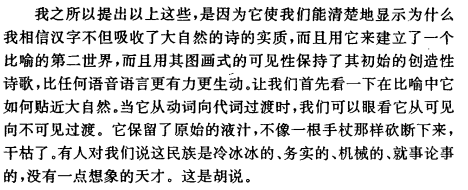 我之所以提出以上这些,是因为它使我们能清楚地显示为什么
我相信汉字不但吸收了大自然的诗的实质,而且用它来建立了一个
比喻的第二世界,而且用其图画式的可见性保持了其初始的创造性
诗歌,比任何语音语言更有力更生动。让我们首先看一下在比喻中它
如何贴近大自然。当它从动词向代词过渡时,我们可以眼看它从可见
向不可见过渡。它保留了原始的液汁,不像一根手杖那样砍断下来,
干枯了。有人对我们说这民族是冷冰冰的、务实的、机械的、就事论事
的,没有一点想象的天才。这是胡说。